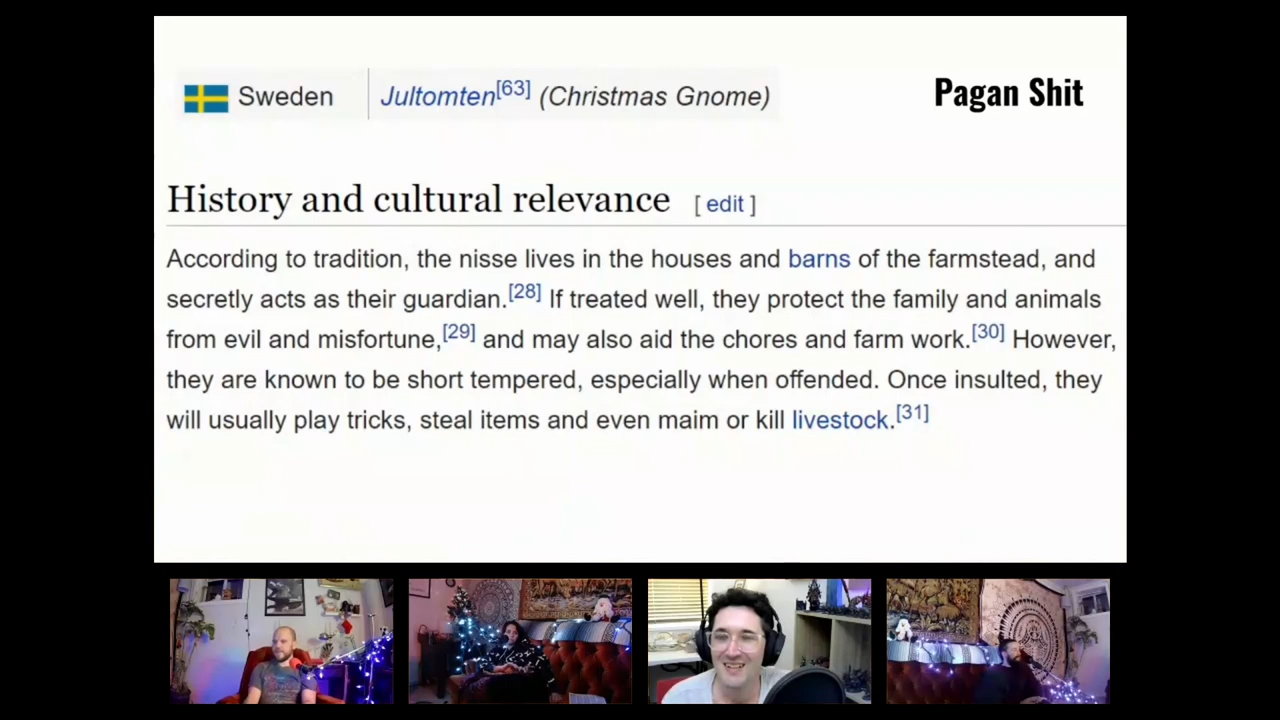 Sweden Jultomten[63] (Christmas Gnome) Pagan Shit
History and cultural relevance [ edit ]
According to tradition, the nisse lives in the houses and barns of the farmstead, and
secretly acts as their guardian.[28] If treated well, they protect the family and animals
from evil and misfortune,[29] and may also aid the chores and farm work.[30] However,
they are known to be short tempered, especially when offended. Once insulted, they
will usually play tricks, steal items and even maim or kill livestock.[31]